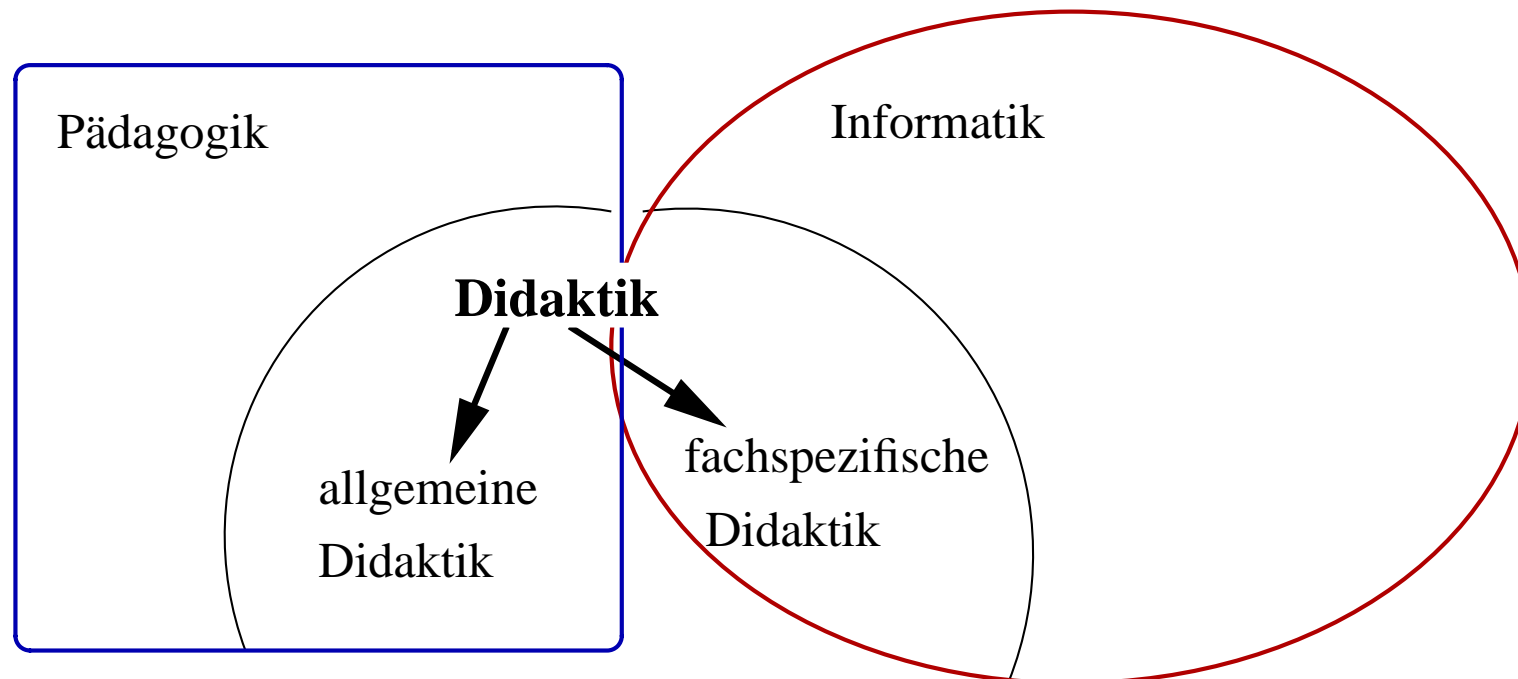 Pädagogik
Informatik
Didaktik
allgemeine
Didaktik
fachspezifische
Didaktik